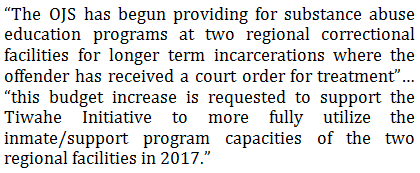 “The OJS has begun providing for substance abuse
education programs at two regional correctional
facilities for longer term incarcerations where the
offender has received a court order for treatment”...
“this budget increase is requested to support the
Tiwahe Initiative to more fully utilize the
inmate/support program capacities of the two
regional facilities in 2017.”